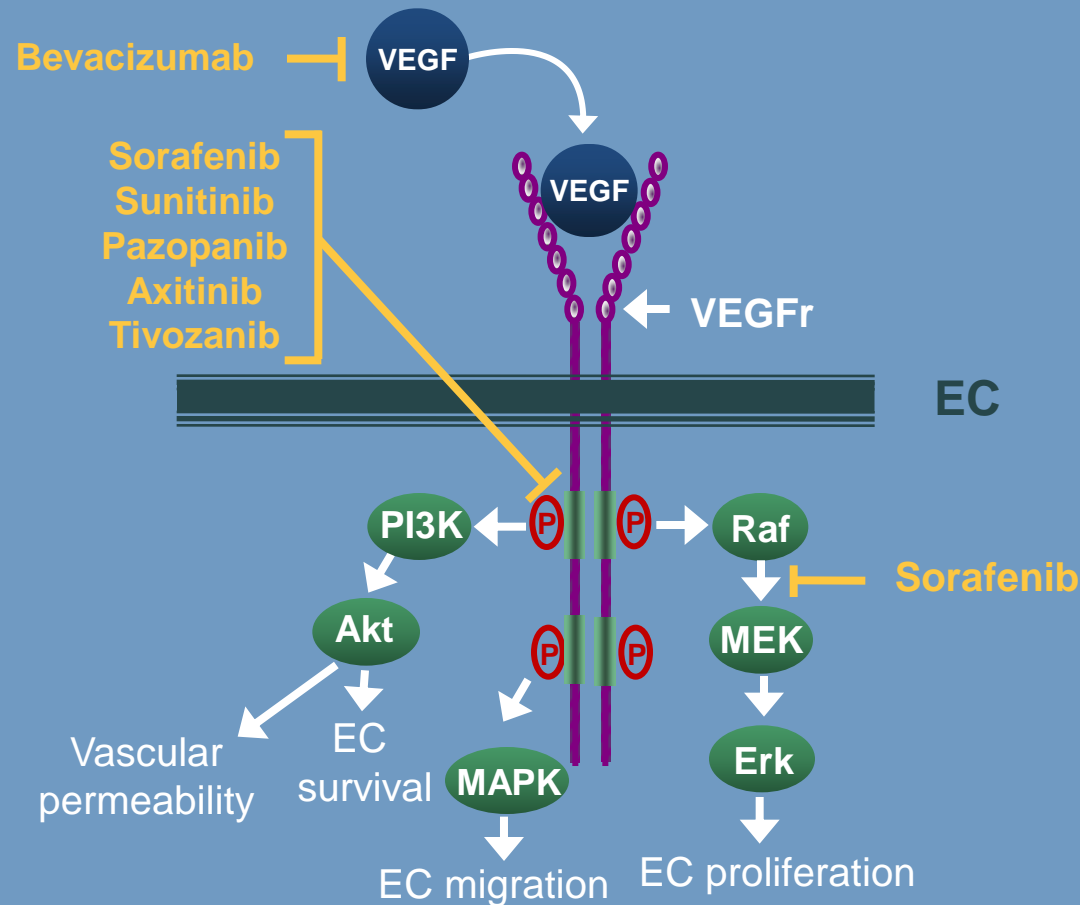 Bevacizumab
VEGF
Sorafenib
Sunitinib
Pazopanib
Axitinib
Tivozanib
VEGF
VEGFr
EC
PI3K
P
P
Raf
Sorafenib
Akt
P
P
MEK
Vascular
permeability
EC
survival
MAPK
Erk
EC migration
EC proliferation